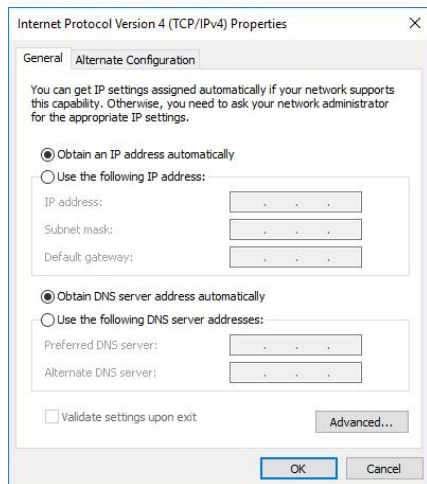 Internet Protocol Version 4 (TCP/IPv4) Properties
General
Alternate Configuration
You can get IP settings assigned automatically if your network supports
this capability. Otherwise, you need to ask your network administrator
for the appropriate IP settings.
Obtain an IP address automatically
Use the following IP address:
IP address:
Subnet mask:
Default gateway:
Obtain DNS server address automatically
Use the following DNS server addresses:
Preferred DNS server:
Alternate DNS server:
Validate settings upon exit
Advanced...
OK
Cancel